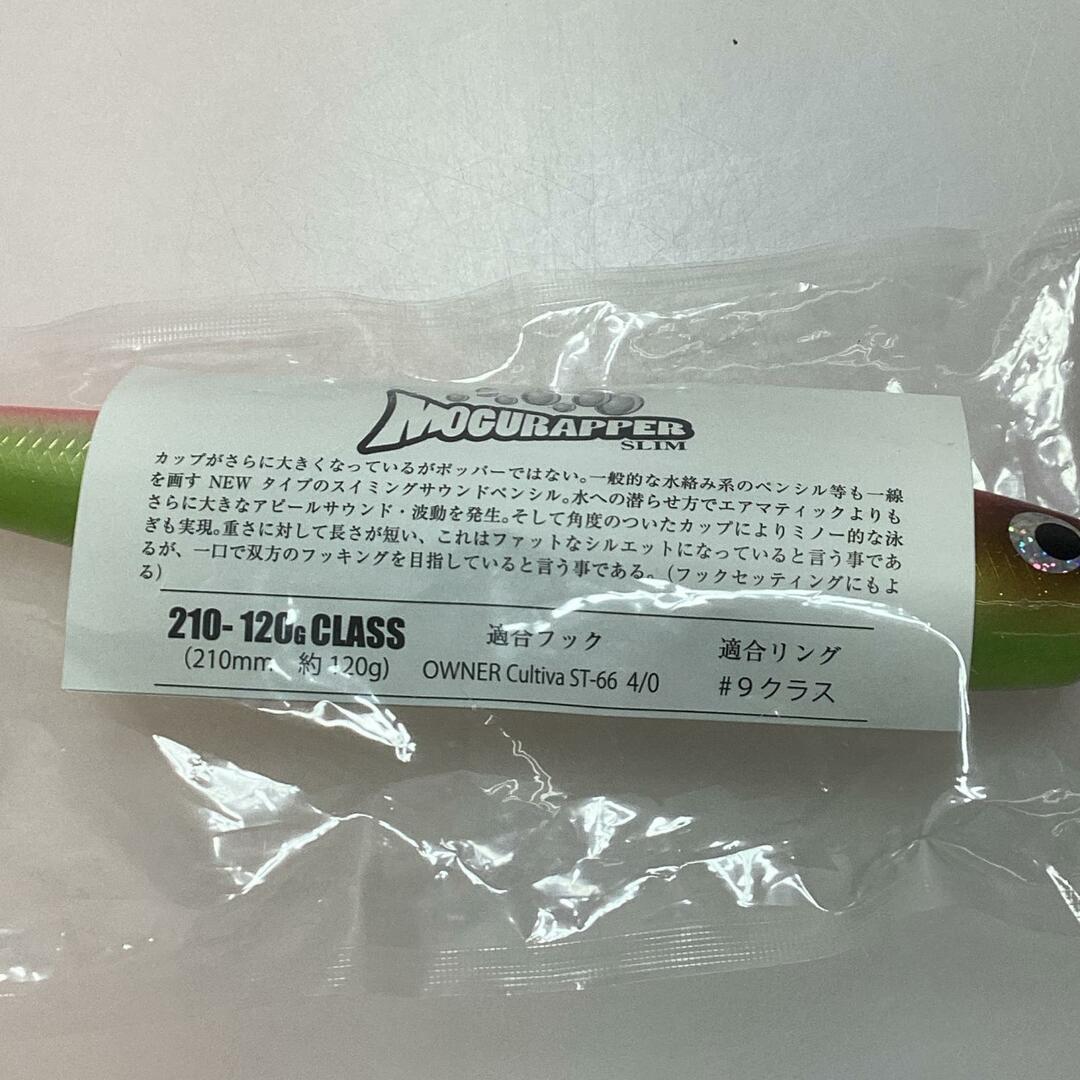 MOGURAPPER
SLIM
カップがさらに大きくなっているがポッパーではない。一般的な水絡み系のペンシル等も一線
を画す NEW タイプのスイミングサウンドペンシル。水への潜らせ方でエアマティックよりも
さらに大きなアピールサウンド・波動を発生。そして角度のついたカップによりミノー的な泳
ぎも実現。重さに対して長さが短い、これはファットなシルエットになっていると言う事であ
るが、一口で双方のフッキングを目指していると言う事である。(フックセッティングにもよ
る)
210-120G CLASS
(210mm 約120g)
適合フック
OWNER Cultiva ST-66 4/0
適合リング
#9クラス